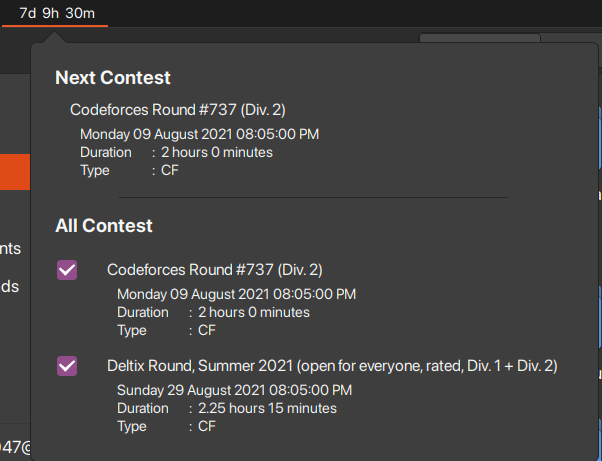 7d 9h 30m
Next Contest
Codeforces Round #737 (Div. 2)
Monday 09 August 2021 08:05:00 PM
Duration : 2 hours 0 minutes
Type : CF
All Contest
Codeforces Round #737 (Div. 2)
Monday 09 August 2021 08:05:00 PM
Duration : 2 hours 0 minutes
Type : CF
Deltix Round, Summer 2021 (open for everyone, rated, Div. 1 + Div. 2)
Sunday 29 August 2021 08:05:00 PM
Duration : 2.25 hours 15 minutes
Type : CF
nts
ds
047@